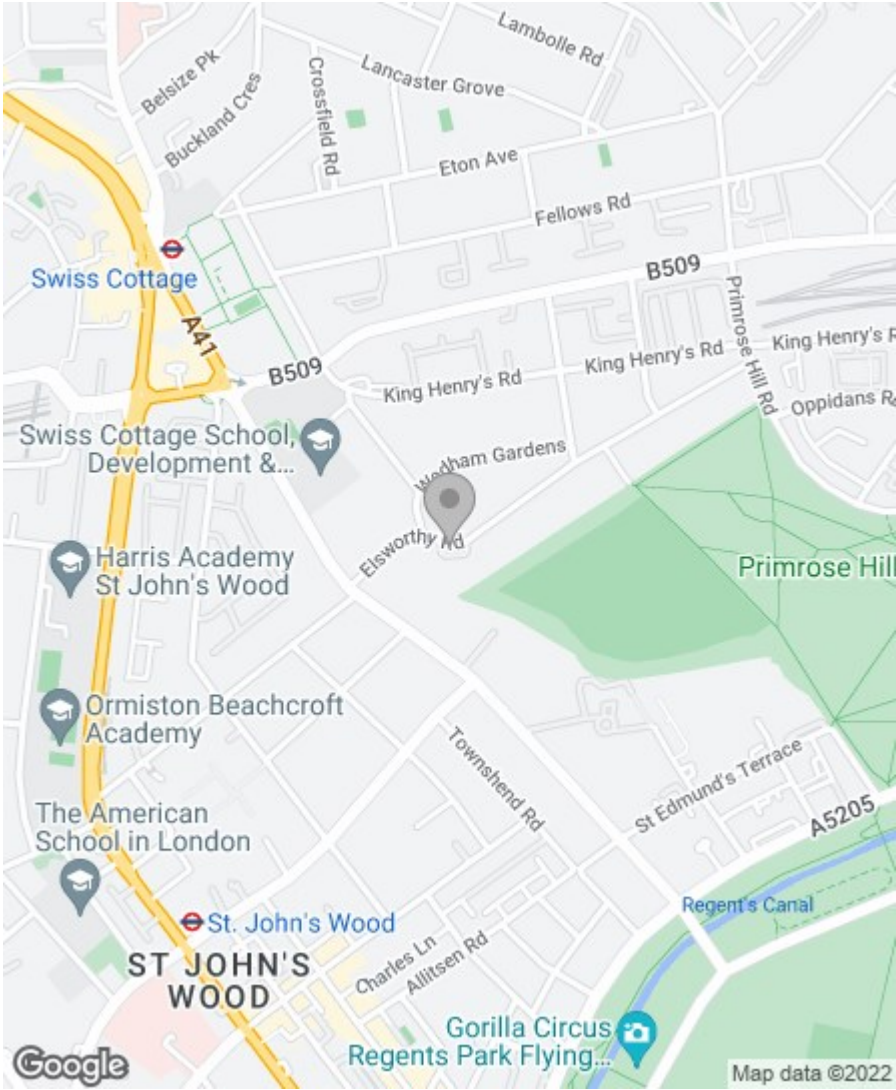 Lambolle Rd
Lancaster Grove
Belsize Pk
Crossfield Rd
Buckland Cres
Eton Ave
Fellows Rd
Swiss Cottage
B509
A41
Primrose Hill Rd
King Henry's R
King Henry's Rd
B509
King Henry's Rd
Oppidans R
Swiss Cottage School,
Development &...
Wadham Gardens
Elsworthy Rd
Harris Academy
St John's Wood
Primrose Hill
Ormiston Beachcroft
Academy
Townshend Rd
St Edmund's Terrace
The American
School in London
A5205
Regent's Canal
St. John's Wood
Charles Ln
Allitsen Rd
ST JOHN'S
WOOD
Gorilla Circus
Regents Park Flying...
Google
Map data ©2022